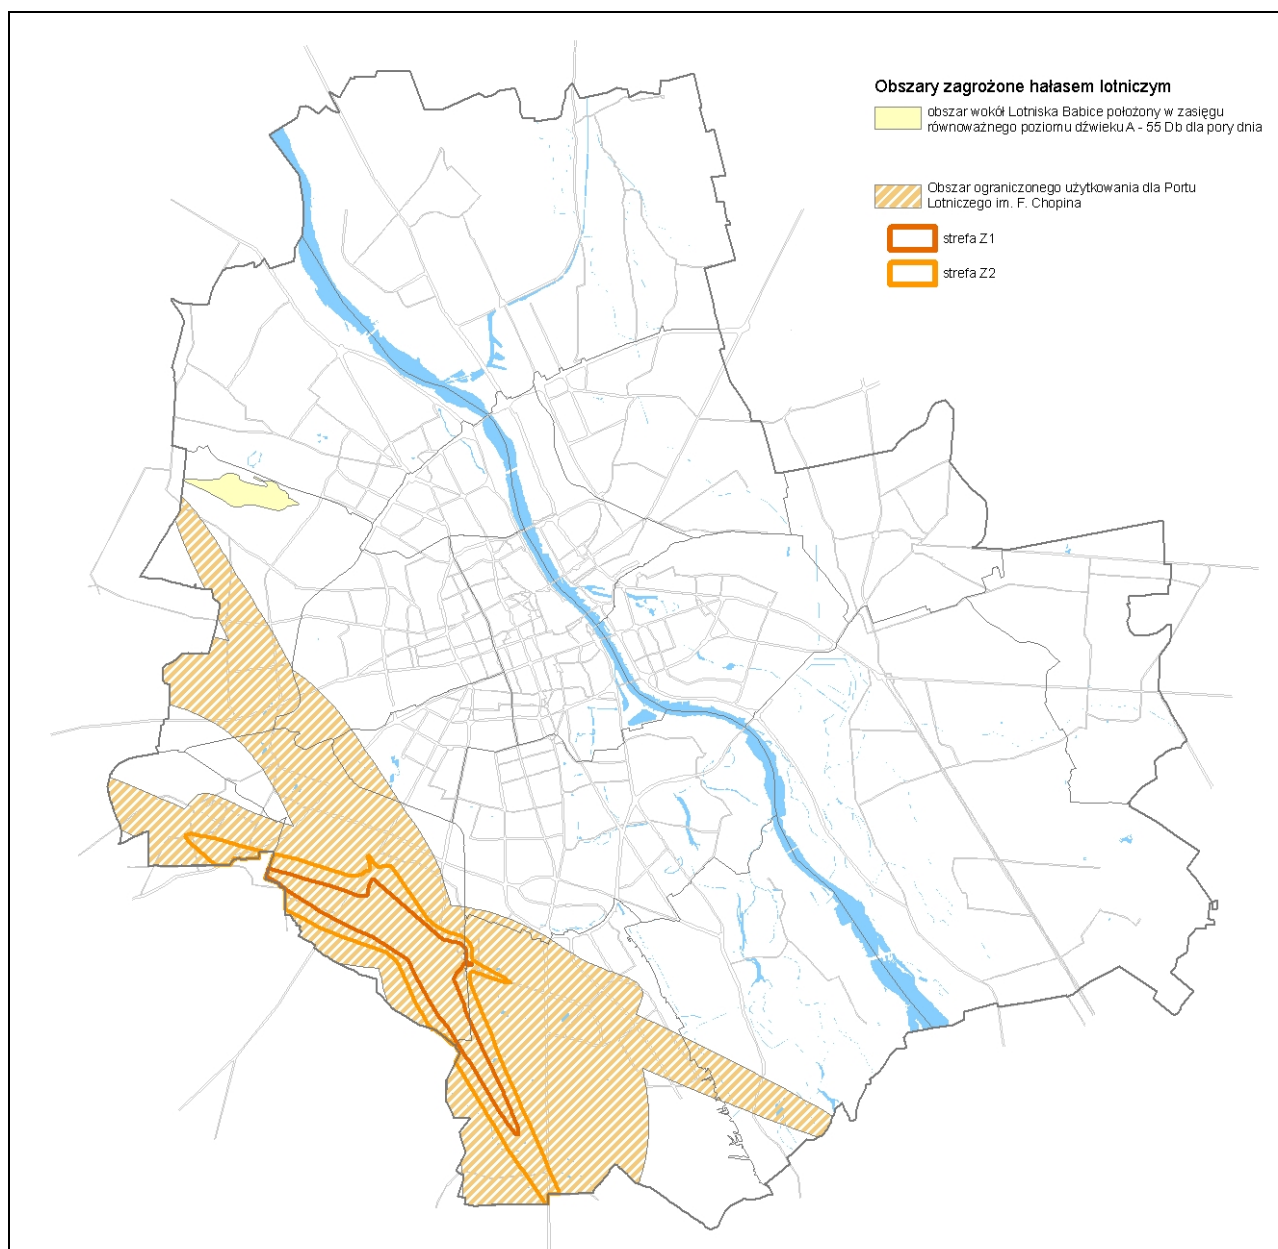 Obszary zagrożone hałasem lotniczym
obszar wokół Lotniska Babice położony w zasięgu
równoważnego poziomu dźwieku A - 55 Db dla pory dnia
Obszar ograniczonego użytkowania dla Portu
Lotniczego im. F. Chopina
strefa Z1
strefa Z2